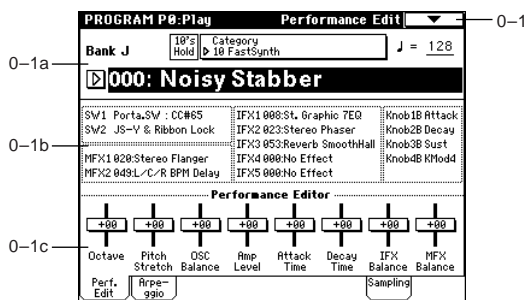 PROGRAM P0:Play Performance Edit
0–1
Bank J 10's Hold Category 10 FastSynth ♩ = 128
0–1a
000: Noisy Stabber
SW1 Porta.SW : CC#65 IFX1 008:St. Graphic 7EQ Knob1B Attack
SW2 JS-Y & Ribbon Lock IFX2 023:Stereo Phaser Knob2B Decay
0–1b
IFX3 053:Reverb SmoothHall Knob3B Sust
MFX1 020:Stereo Flanger IFX4 000:No Effect Knob4B KMod4
MFX2 049:L/C/R BPM Delay IFX5 000:No Effect
Performance Editor
+00 +00 +00 +00 +00 +00 +00 +00
0–1c
Octave Pitch Stretch OSC Balance Amp Level Attack Time Decay Time IFX Balance MFX Balance
Perf. Edit Arpe-ggio Sampling